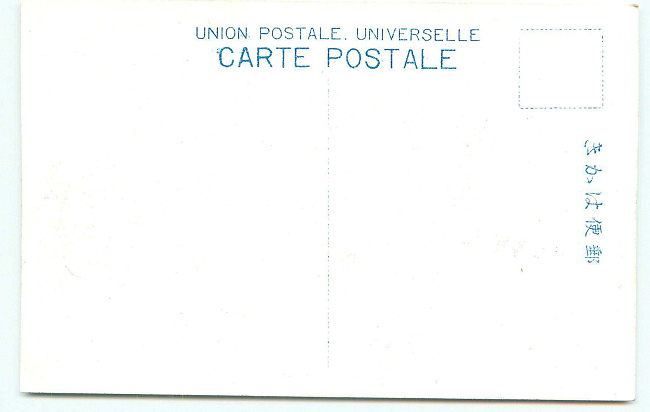 UNION POSTALE. UNIVERSELLE
CARTE POSTALE
きかは便郵